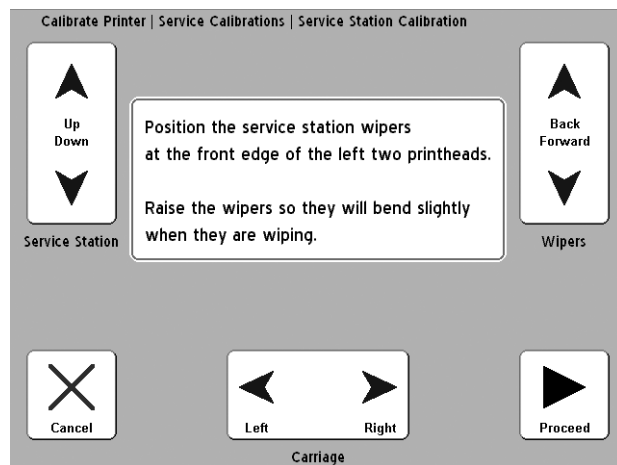 Calibrate Printer | Service Calibrations | Service Station Calibration
Up
Down
Service Station
Position the service station wipers
at the front edge of the left two printheads.
Raise the wipers so they will bend slightly
when they are wiping.
Back
Forward
Wipers
Cancel
Left
Right
Carriage
Proceed